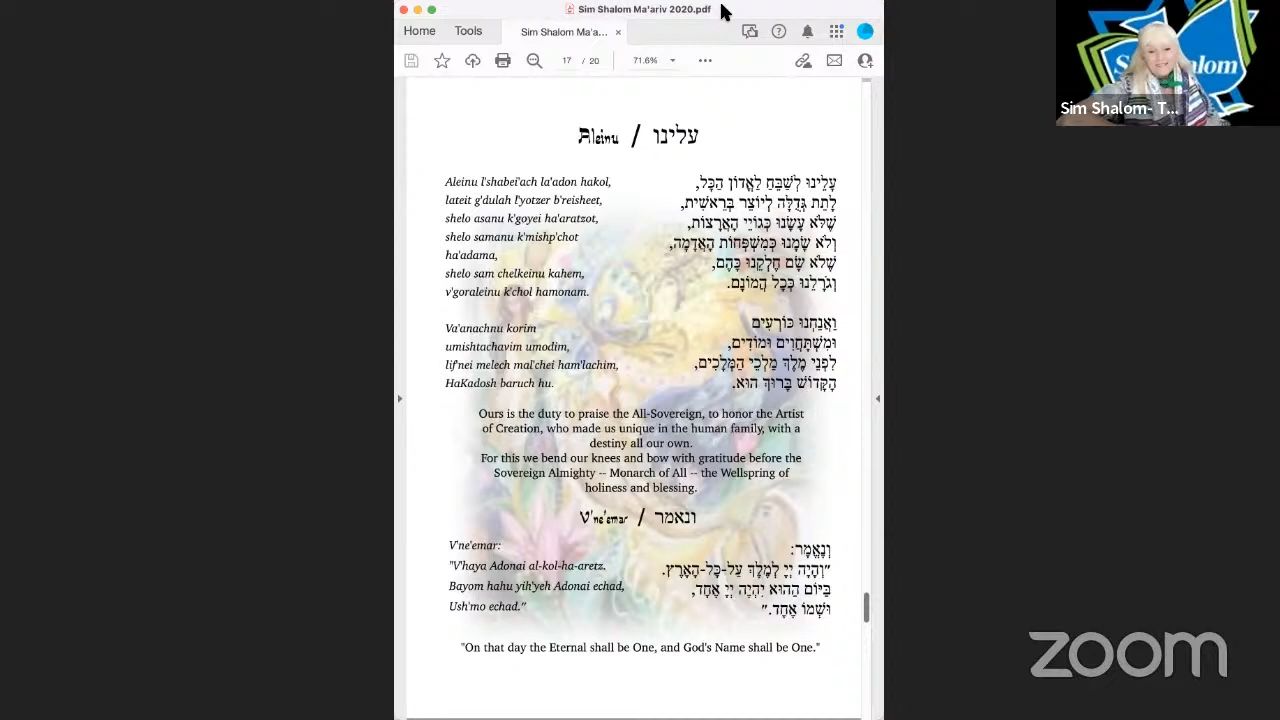 Sim Shalom Ma'ariv 2020.pdf
Home Tools Sim Shalom Ma'a... ×
17 / 20 71.6%
Aleinu / עלינו
Aleinu l'shabei'ach la'adon hakol,
lateit g'dulah l'yotzer b'reisheet,
shelo asanu k'goyei ha'aratzot,
shelo samanu k'mishp'chot
ha'adama,
shelo sam chelkeinu kahem,
v'goraleinu k'chol hamonam.
עָלֵינוּ לְשַׁבֵּחַ לַאֲדוֹן הַכֹּל,
לָתֵת גְּדֻלָּה לְיוֹצֵר בְּרֵאשִׁית,
שֶׁלֹּא עָשָׂנוּ כְּגוֹיֵי הָאֲרָצוֹת,
וְלֹא שָׂמָנוּ כְּמִשְׁפְּחוֹת הָאֲדָמָה,
שֶׁלֹּא שָׂם חֶלְקֵנוּ כָּהֶם,
וְגֹרָלֵנוּ כְּכָל הֲמוֹנָם.
Va'anachnu korim
umishtachavim umodim,
lif'nei melech mal'chei ham'lachim,
HaKadosh baruch hu.
וַאֲנַחְנוּ כּוֹרְעִים
וּמִשְׁתַּחֲוִים וּמוֹדִים,
לִפְנֵי מֶלֶךְ מַלְכֵי הַמְּלָכִים,
הַקָּדוֹשׁ בָּרוּךְ הוּא.
Ours is the duty to praise the All-Sovereign, to honor the Artist
of Creation, who made us unique in the human family, with a
destiny all our own.
For this we bend our knees and bow with gratitude before the
Sovereign Almighty -- Monarch of All -- the Wellspring of
holiness and blessing.
V'ne'emar / ונאמר
V'ne'emar:
"V'haya Adonai al-kol-ha-aretz.
Bayom hahu yih'yeh Adonai echad,
Ush'mo echad."
וְנֶאֱמַר:
"וְהָיָה יְיָ לְמֶלֶךְ עַל-כָּל-הָאָרֶץ.
בַּיּוֹם הַהוּא יִהְיֶה יְיָ אֶחָד,
וּשְׁמוֹ אֶחָד."
"On that day the Eternal shall be One, and God's Name shall be One."
Sim Shalom- T...
zoom